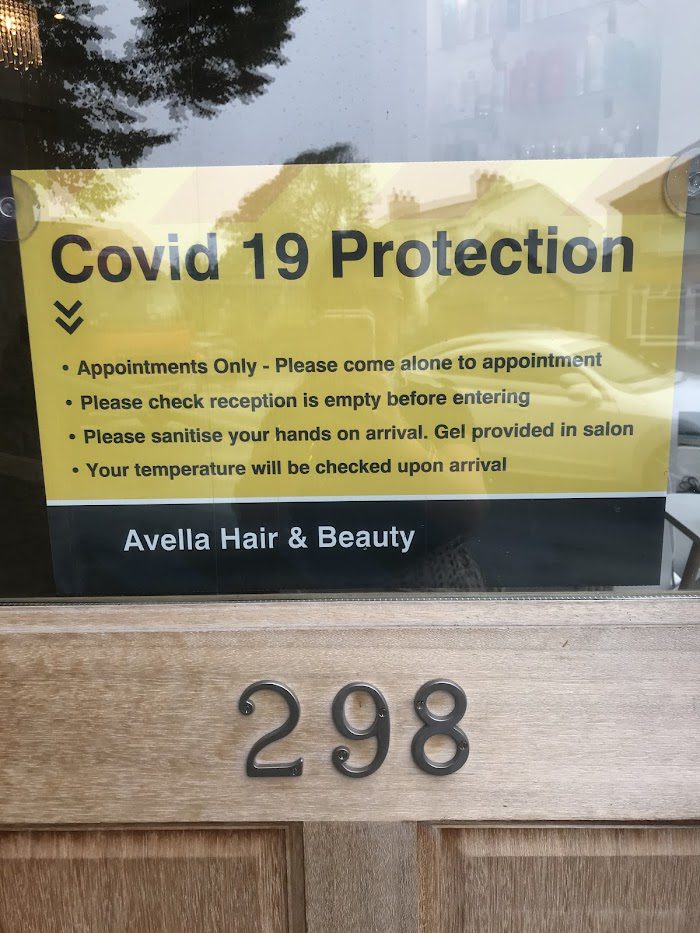 Covid 19 Protection
• Appointments Only - Please come alone to appointment
• Please check reception is empty before entering
• Please sanitise your hands on arrival. Gel provided in salon
• Your temperature will be checked upon arrival
Avella Hair & Beauty
298